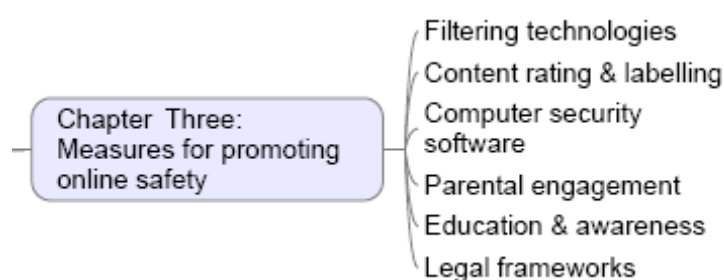 Chapter Three:
Measures for promoting
online safety
Filtering technologies
Content rating & labelling
Computer security
software
Parental engagement
Education & awareness
Legal frameworks